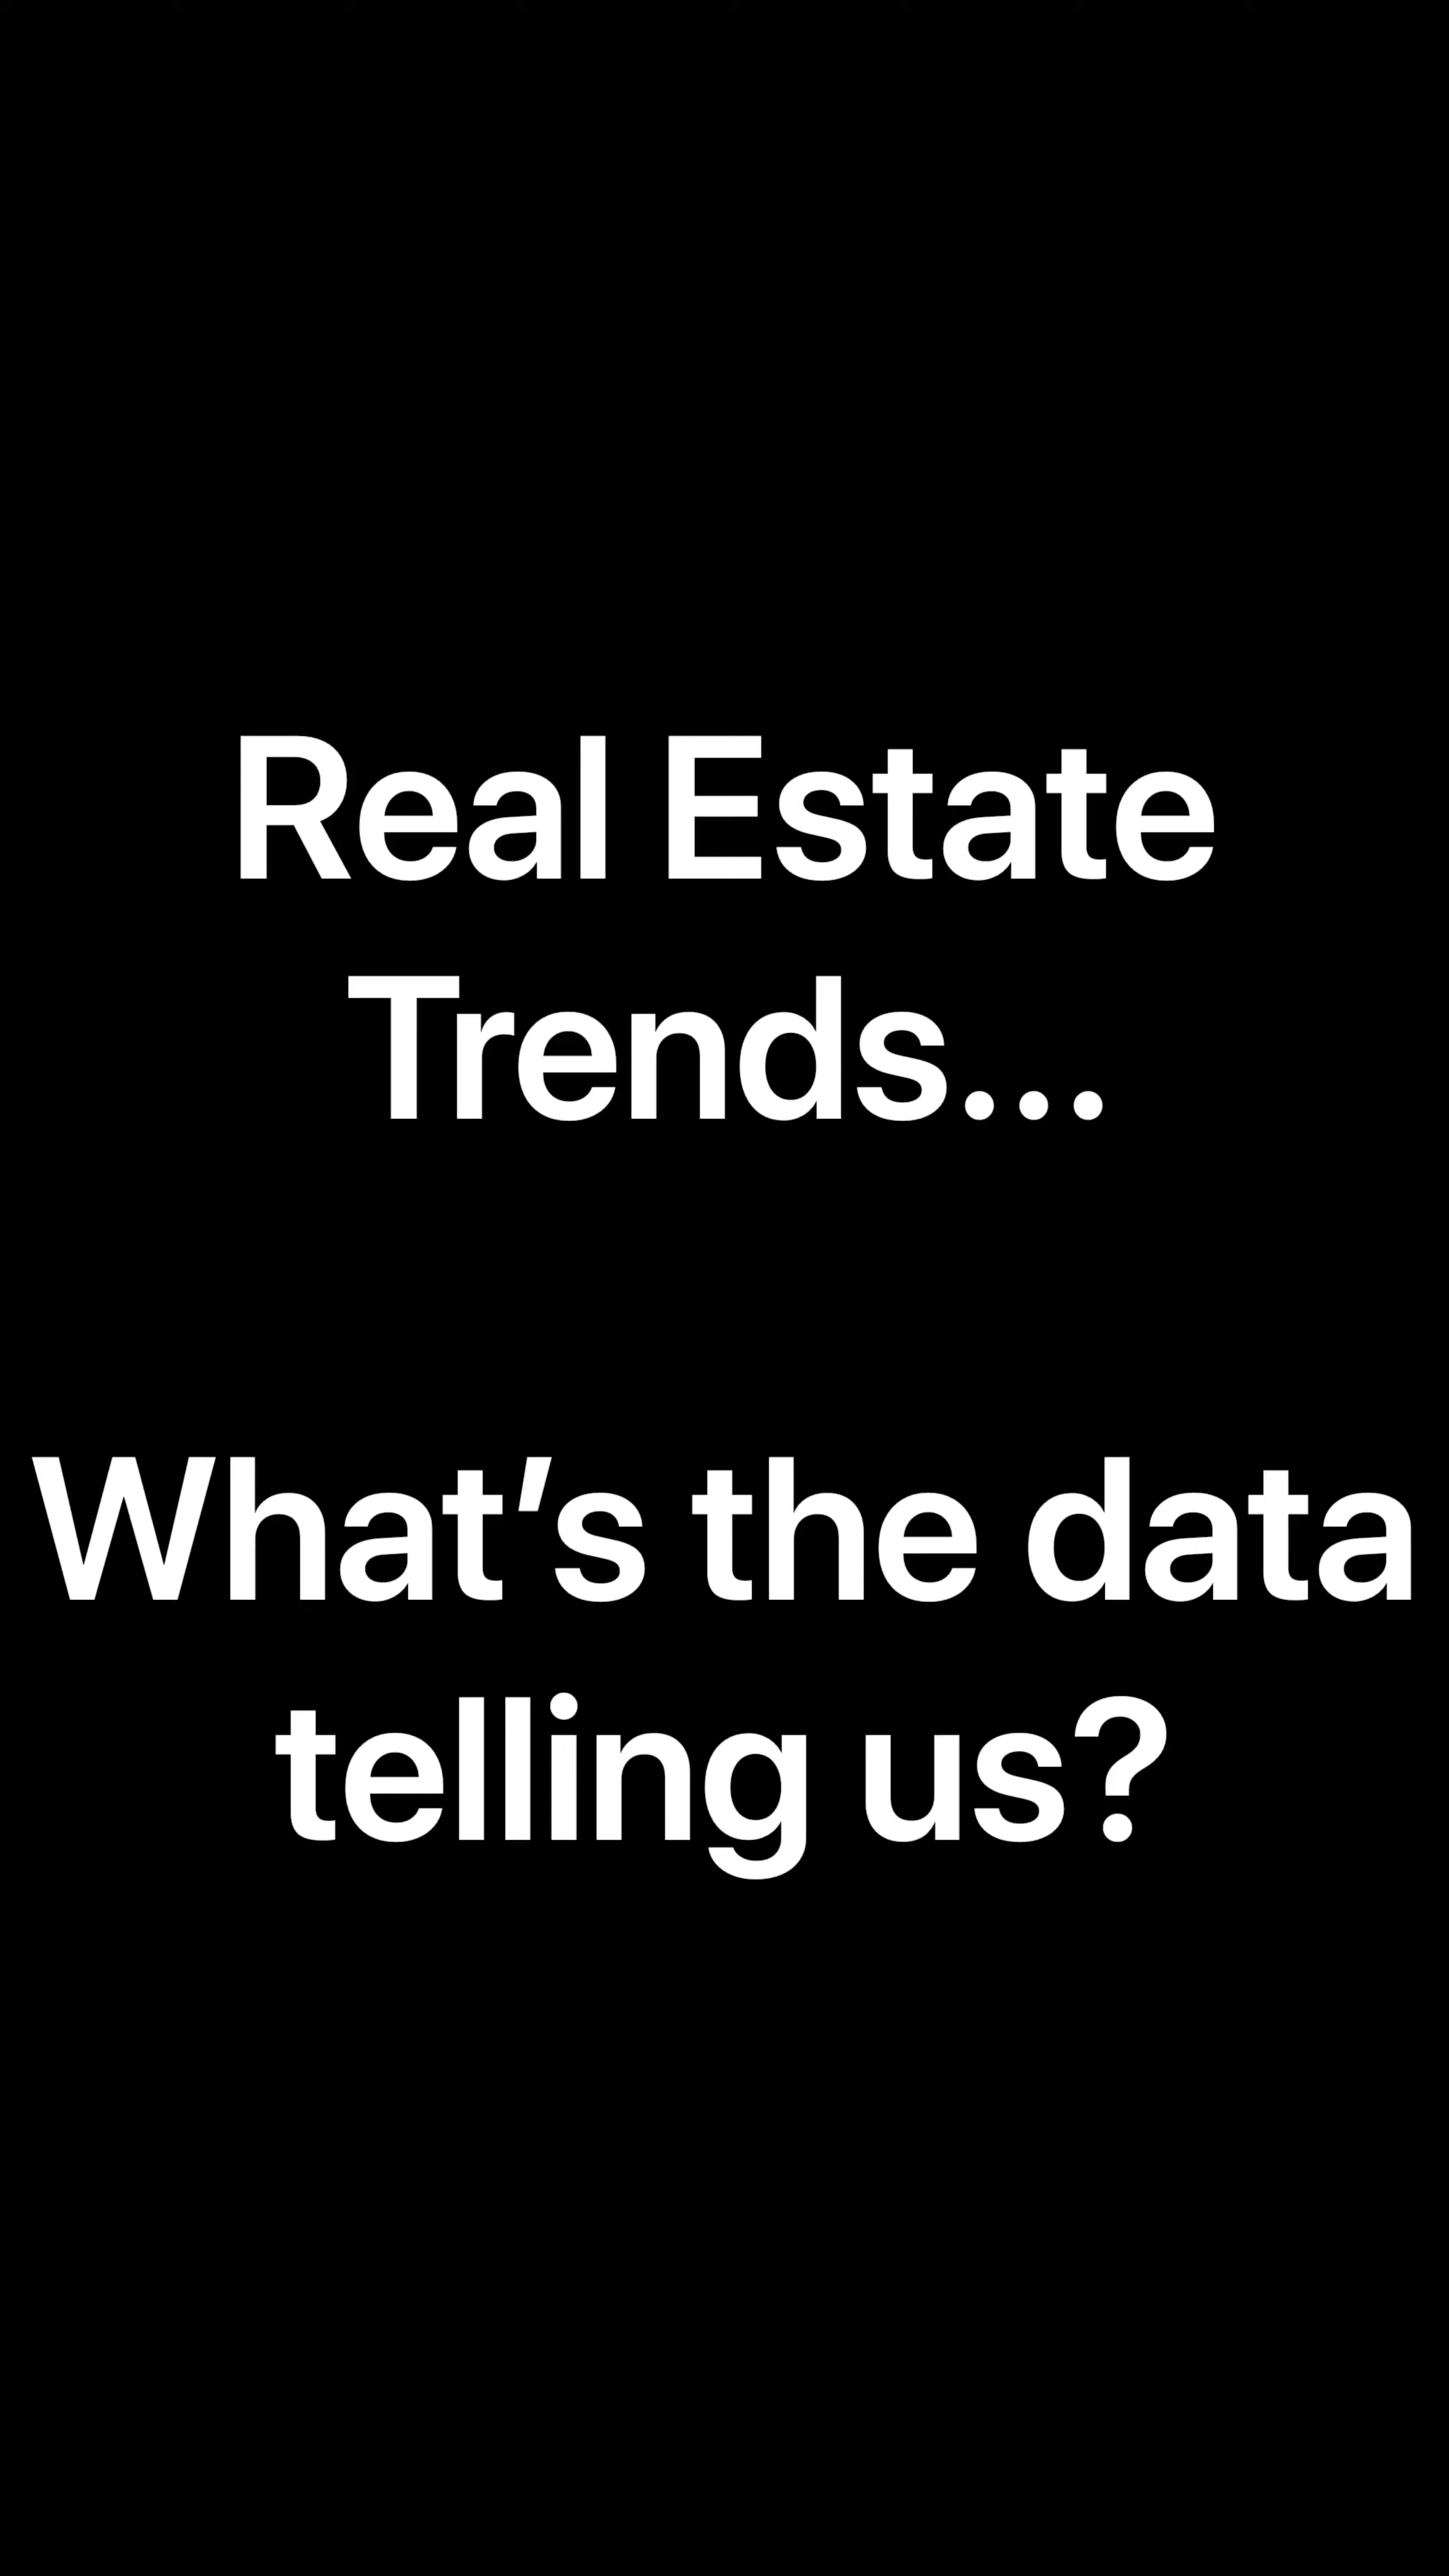 Real Estate
Trends...
What's the data
telling us?